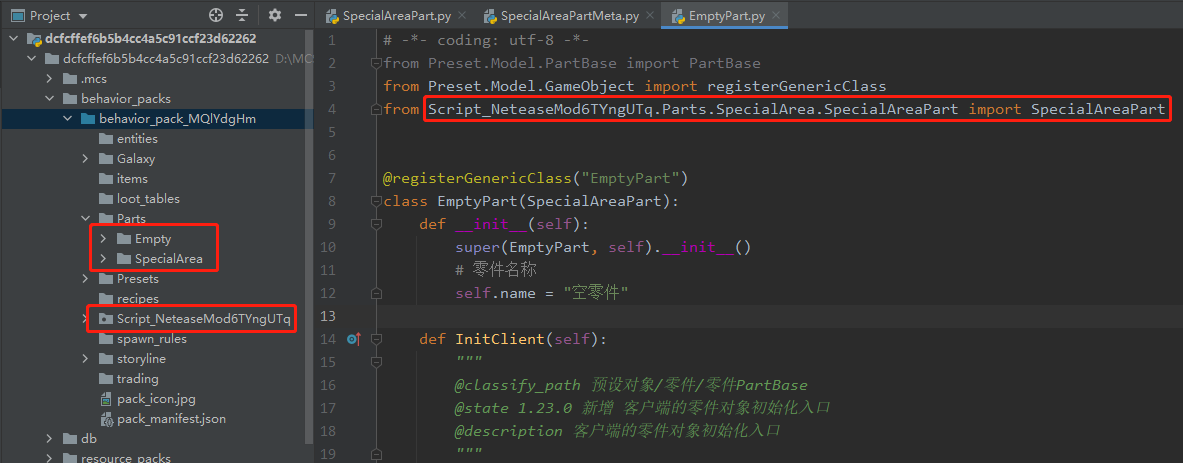 Project
SpecialAreaPart.py
SpecialAreaPartMeta.py
EmptyPart.py
dcfcffef6b5b4cc4a5c91ccf23d62262
dcfcffef6b5b4cc4a5c91ccf23d62262 D:\MCS
.mcs
behavior_packs
behavior_pack_MQlYdgHm
entities
Galaxy
items
loot_tables
Parts
Empty
SpecialArea
Presets
recipes
Script_NeteaseMod6TYngUTq
spawn_rules
storyline
trading
pack_icon.jpg
pack_manifest.json
db
resource_packs
1 # -*- coding: utf-8 -*-
2 from Preset.Model.PartBase import PartBase
3 from Preset.Model.GameObject import registerGenericClass
4 from Script_NeteaseMod6TYngUTq.Parts.SpecialArea.SpecialAreaPart import SpecialAreaPart
5
6
7 @registerGenericClass("EmptyPart")
8 class EmptyPart(SpecialAreaPart):
9 def __init__(self):
10 super(EmptyPart, self).__init__()
11 # 零件名称
12 self.name = "空零件"
13
14 def InitClient(self):
15 """
16 @classify_path 预设对象/零件/零件PartBase
17 @state 1.23.0 新增 客户端的零件对象初始化入口
18 @description 客户端的零件对象初始化入口
19 """